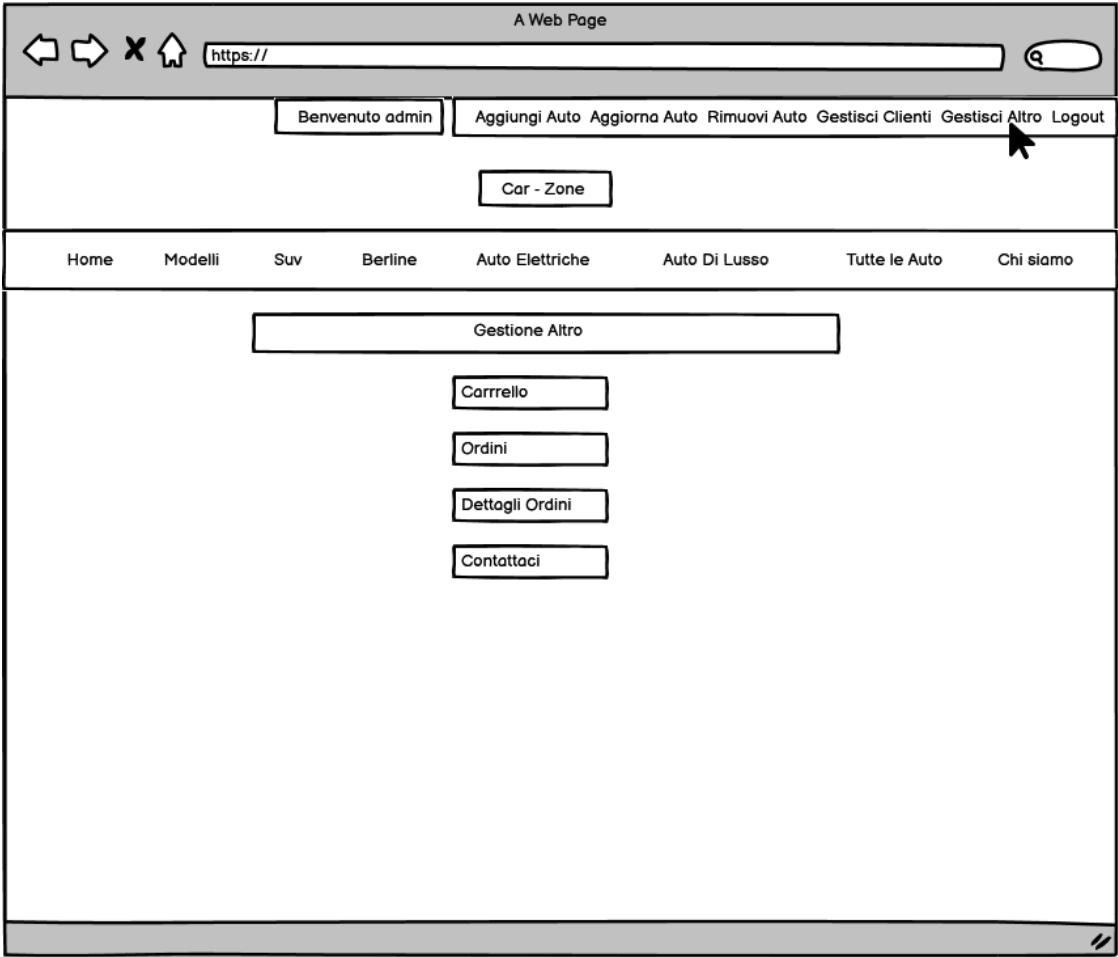 A Web Page
https://
Benvenuto admin Aggiungi Auto Aggiorna Auto Rimuovi Auto Gestisci Clienti Gestisci Altro Logout
Car - Zone
Home Modelli Suv Berline Auto Elettriche Auto Di Lusso Tutte le Auto Chi siamo
Gestione Altro
Carrrello
Ordini
Dettagli Ordini
Contattaci